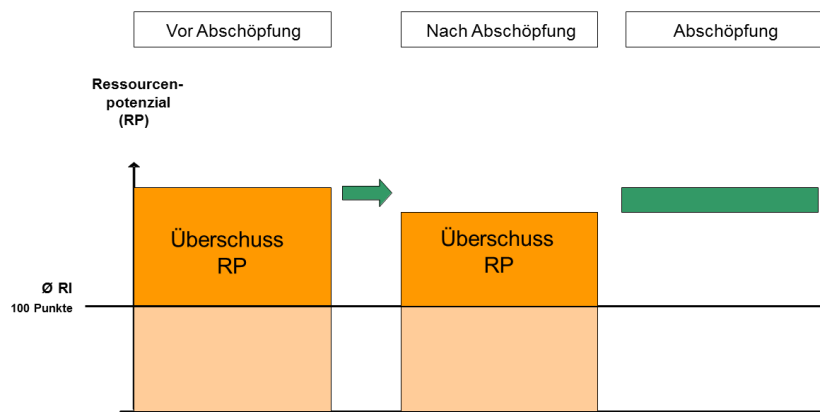 Vor Abschöpfung
Nach Abschöpfung
Abschöpfung
Ressourcen-
potenzial
(RP)
Überschuss
RP
Überschuss
RP
Ø RI
100 Punkte